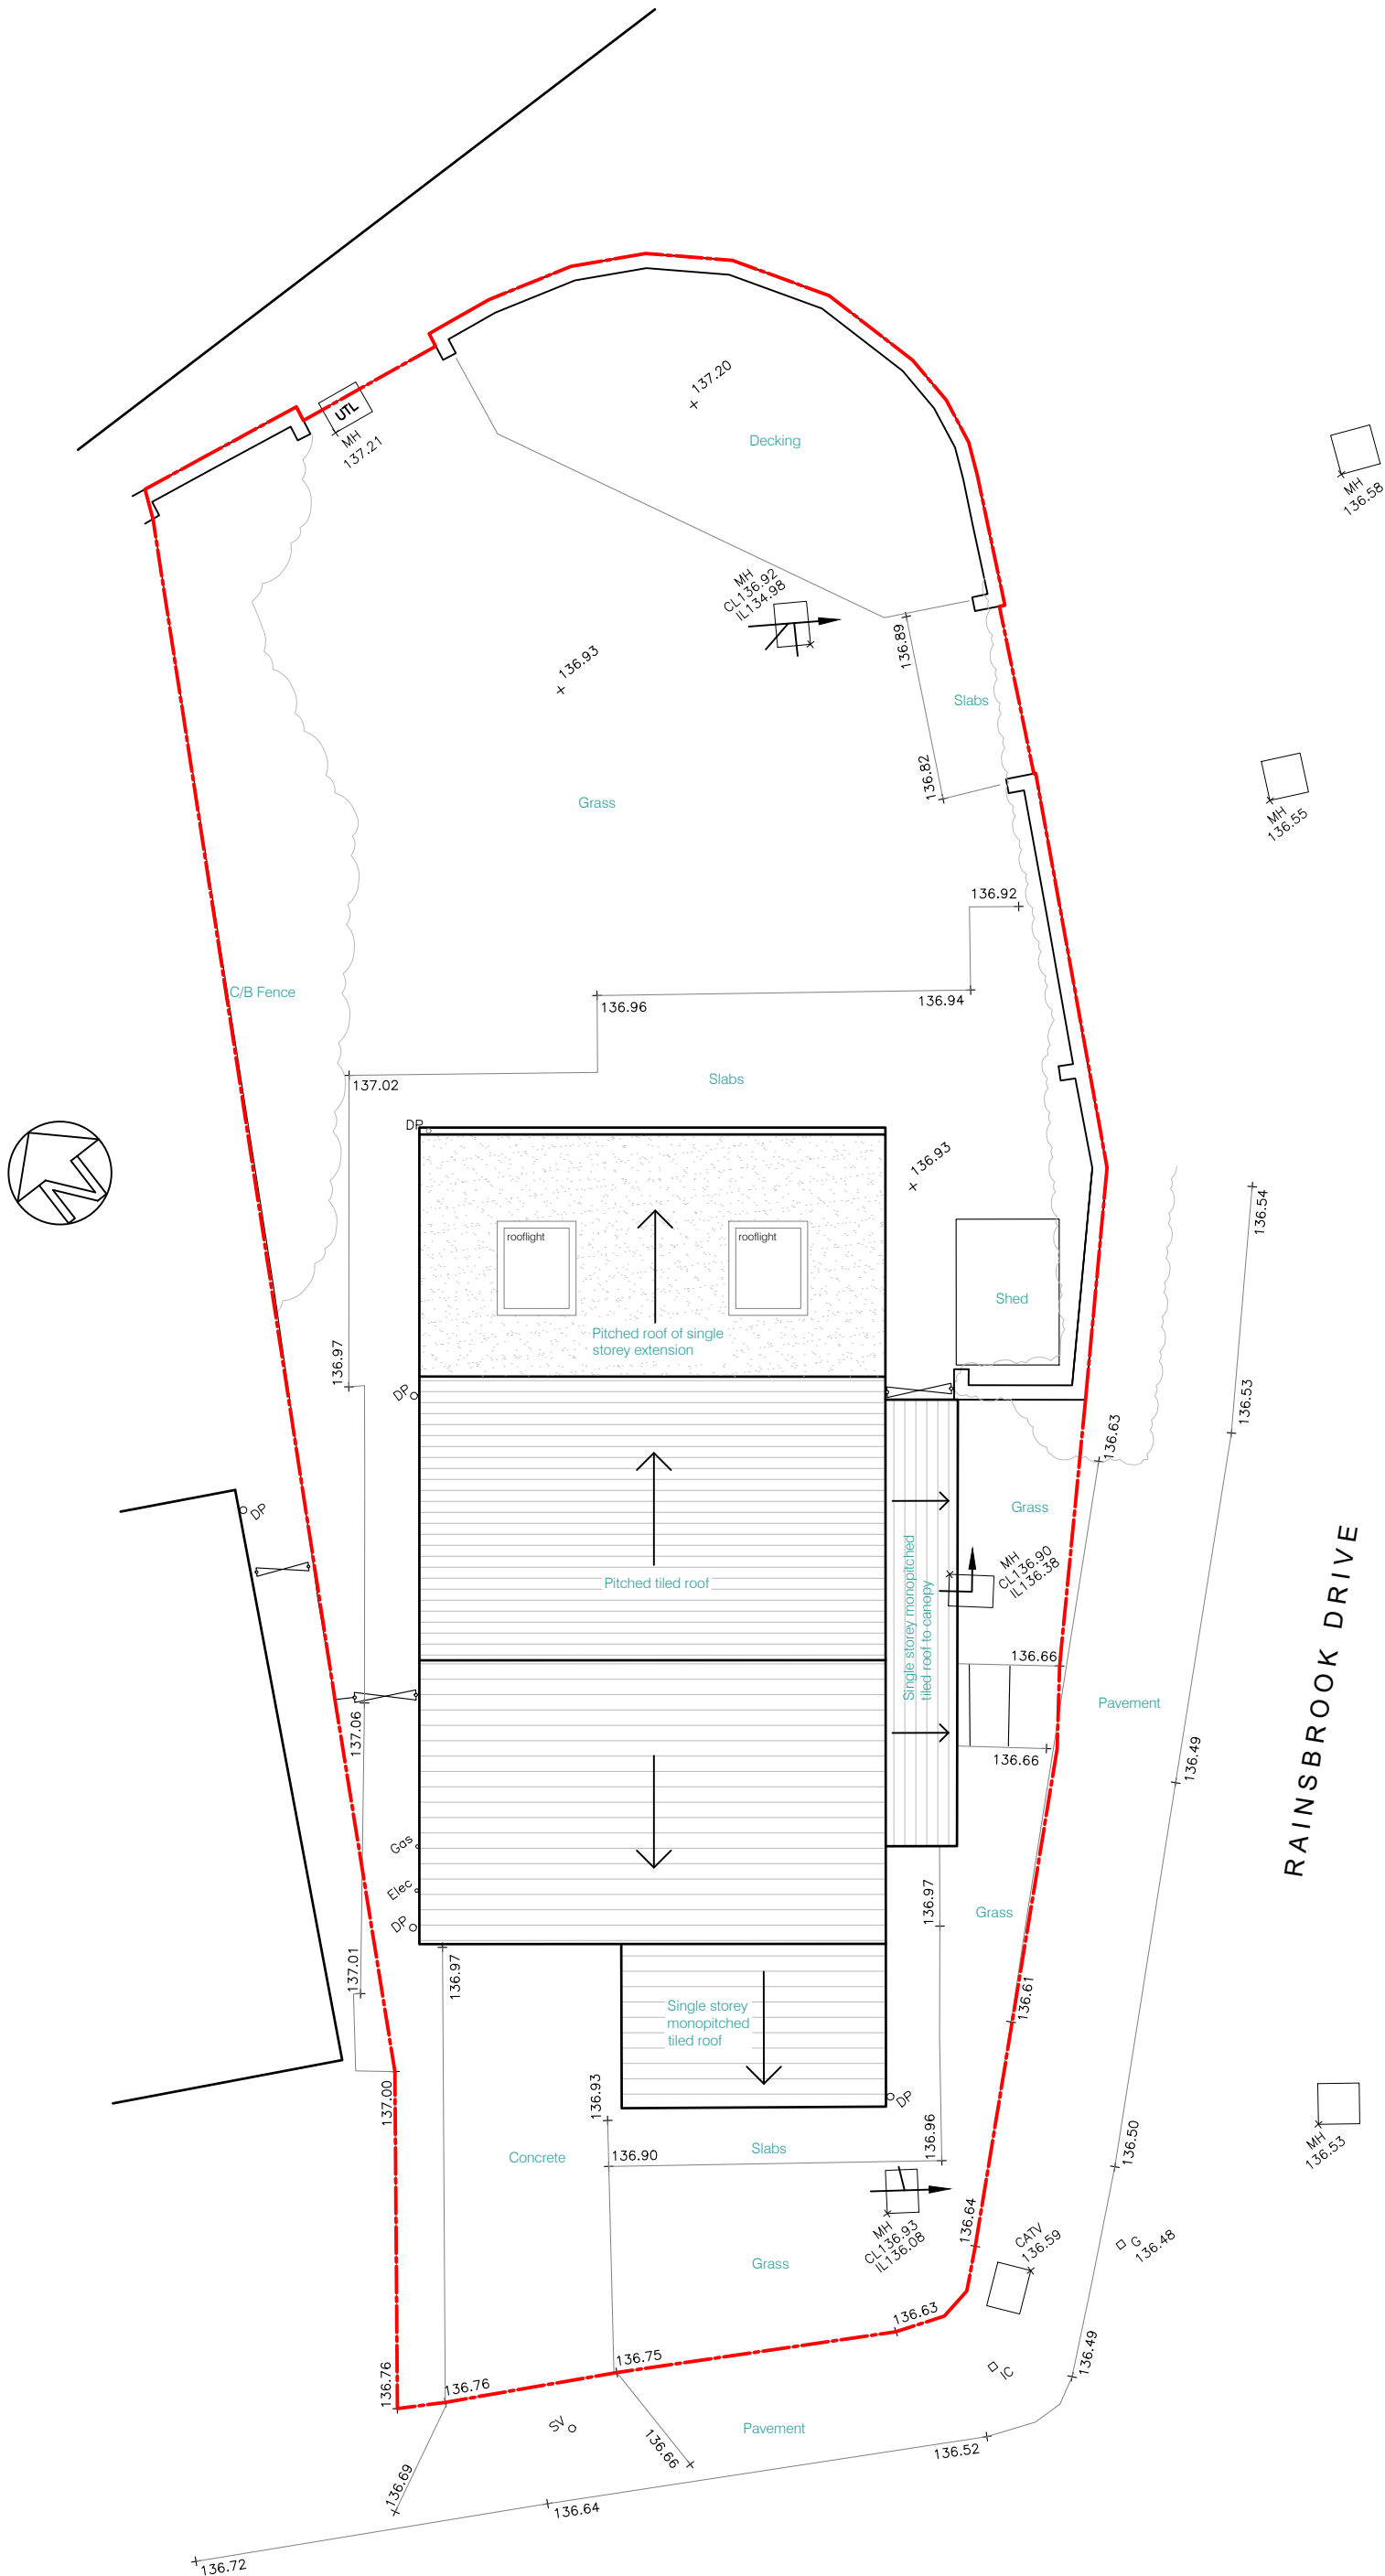 137.20
Decking
UTL
MH
137.21
MH
136.58
MH
CL136.92
IL134.98
136.89
136.93
Slabs
136.82
MH
136.55
Grass
136.92
C/B Fence
136.96
136.94
137.02
Slabs
DP
136.93
136.54
rooflight
rooflight
Shed
Pitched roof of single
storey extension
136.97
DP
136.53
136.63
DP
Grass
MH
CL136.90
IL136.38
Pitched tiled roof
Single storey monopitched
tiled roof to canopy
136.66
Pavement
RAINSBROOK DRIVE
137.06
136.66
136.49
Gas
Elec
DP
136.97
Grass
137.01
136.97
136.61
Single storey
monopitched
tiled roof
137.00
136.93
DP
136.96
MH
136.53
Concrete
136.90
Slabs
136.50
136.64
MH
CL136.93
IL136.08
CATV
136.59
G
136.48
Grass
136.63
136.76
136.76
136.75
136.49
IC
SV
136.66
Pavement
136.52
136.69
136.64
136.72